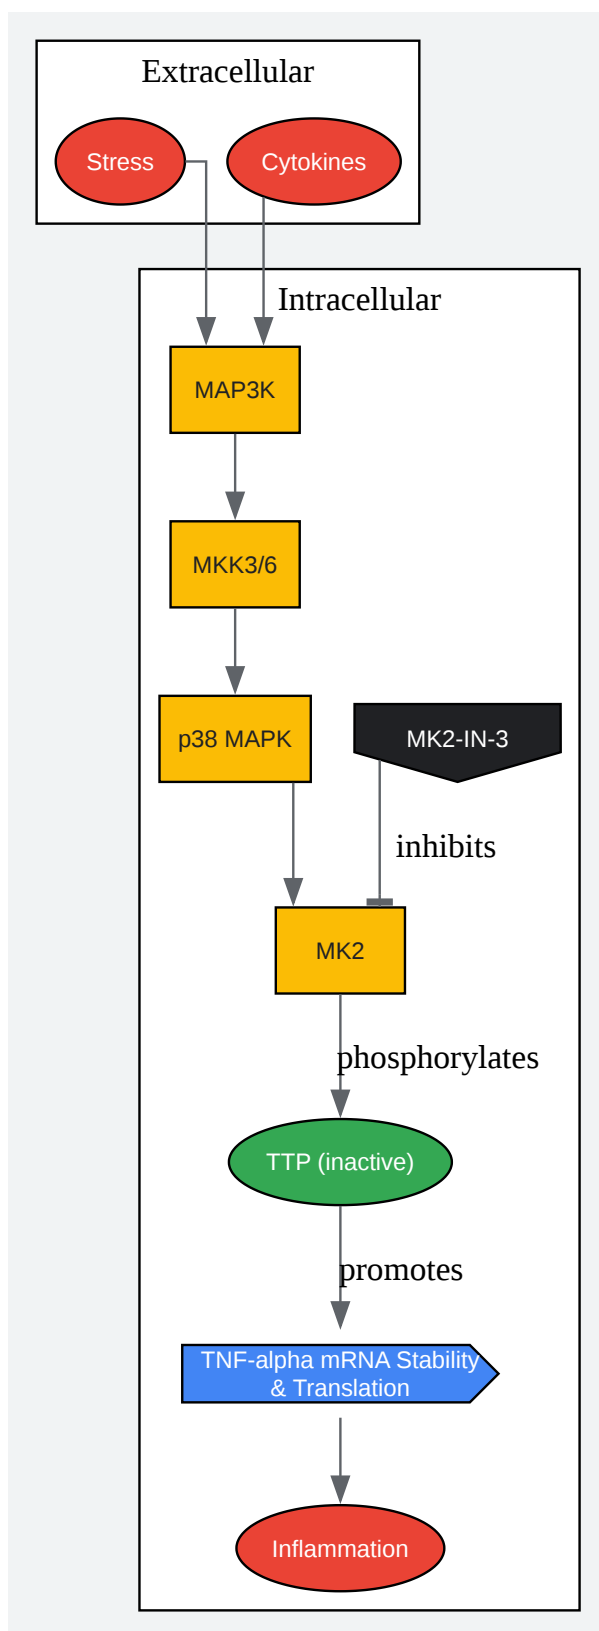 Extracellular
Stress
Cytokines
Intracellular
MAP3K
MKK3/6
p38 MAPK
MK2-IN-3
inhibits
MK2
phosphorylates
TTP (inactive)
promotes
TNF-alpha mRNA Stability
& Translation
Inflammation